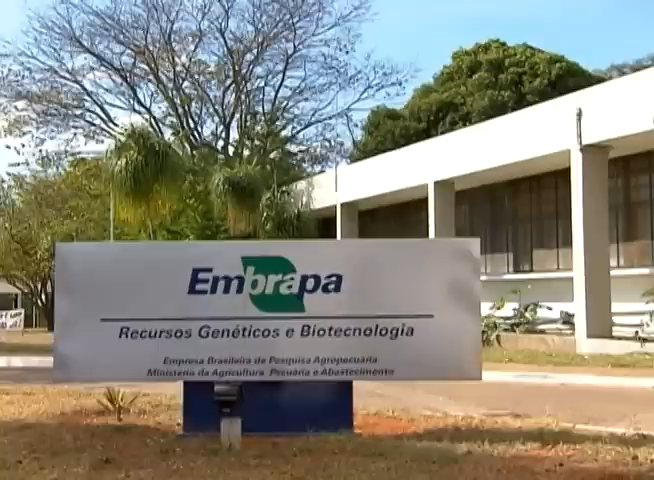 Embrapa
Recursos Genéticos e Biotecnologia
Empresa Brasileira de Pesquisa Agropecuária
Ministério da Agricultura Pecuária e Abastecimento